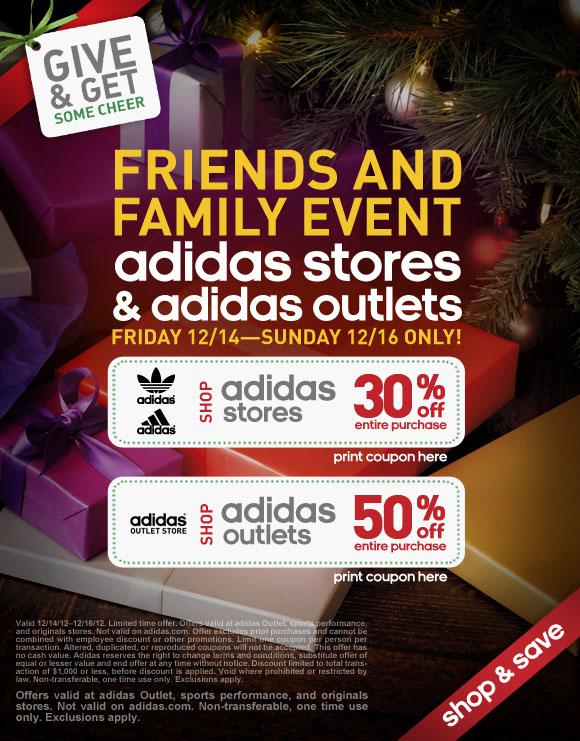 GIVE
& GET
SOME CHEER
FRIENDS AND
FAMILY EVENT
adidas stores
& adidas outlets
FRIDAY 12/14—SUNDAY 12/16 ONLY!
adidas
adidas
SHOP
adidas
stores
30% off
entire purchase
print coupon here
adidas
OUTLET STORE
SHOP
adidas
outlets
50% off
entire purchase
print coupon here
Valid 12/14/12–12/16/12. Limited time offer. Offers valid at adidas Outlet, sports performance,
and originals stores. Not valid on adidas.com. Offer excludes prior purchases and cannot be
combined with employee discount or other promotions. Limit one coupon per person per
transaction. Altered, duplicated, or reproduced coupons will not be accepted. This offer has
no cash value. Adidas reserves the right to change terms and conditions, substitute offer of
equal or lesser value and end offer at any time without notice. Discount limited to total trans-
action of $1,000 or less, before discount is applied. Void where prohibited or restricted by
law. Non-transferable, one time use only. Exclusions apply.
Offers valid at adidas Outlet, sports performance, and originals
stores. Not valid on adidas.com. Non-transferable, one time use
only. Exclusions apply.
shop & save